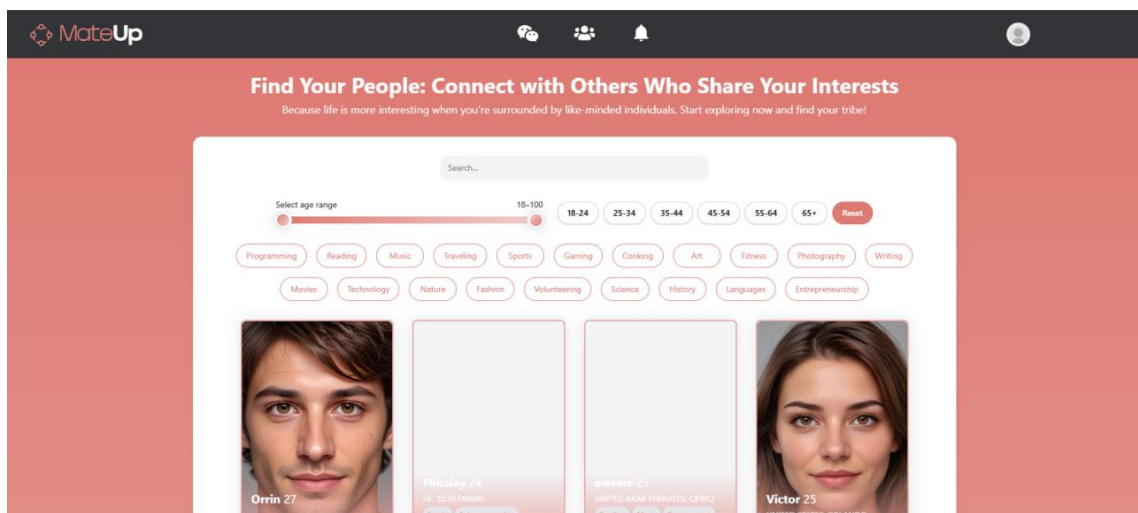 MateUp
Find Your People: Connect with Others Who Share Your Interests
Because life is more interesting when you're surrounded by like-minded individuals. Start exploring now and find your tribe!
Search...
Select age range 18–100
18-24 25-34 35-44 45-54 55-64 65+ Reset
Programming Reading Music Traveling Sports Gaming Cooking Art Fitness Photography Writing
Movies Technology Nature Fashion Volunteering Science History Languages Entrepreneurship
Nikolay 24
ewewe 25
Orrin 27
Victor 25
UNITED ARAB EMIRATES, QEWQ